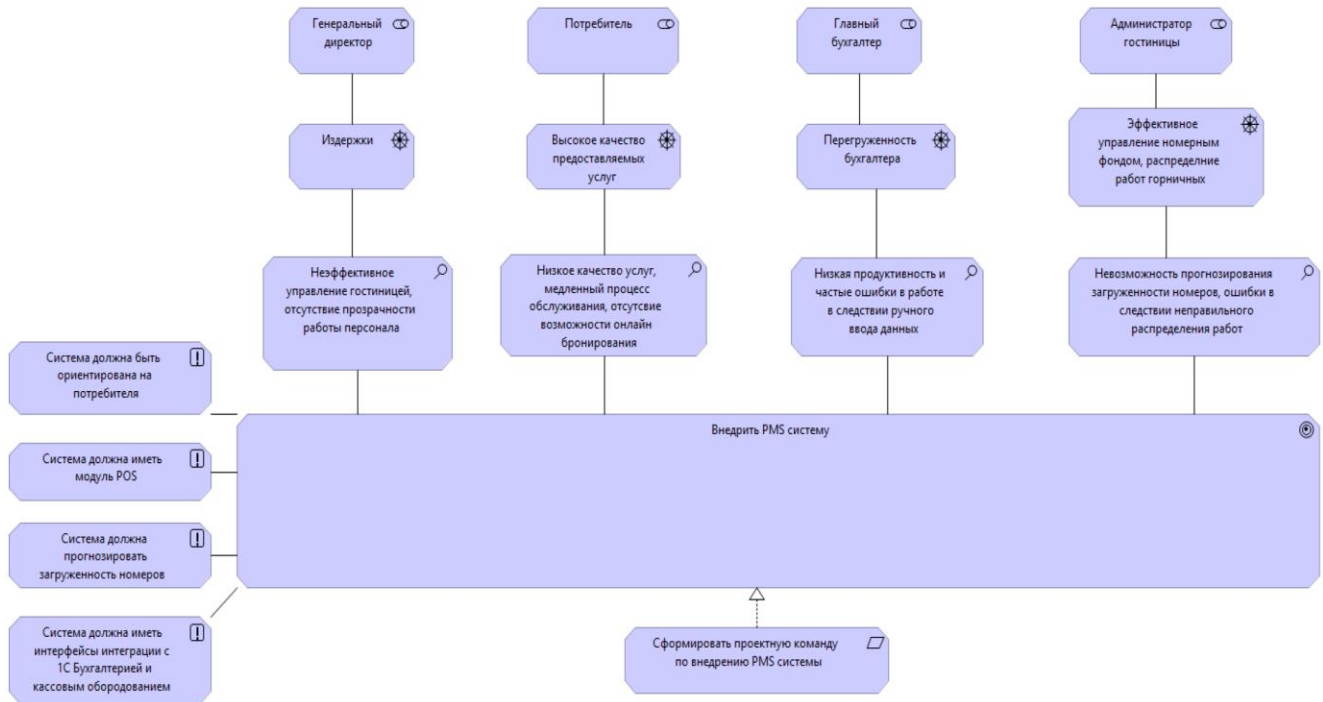 Генеральный
директор
Потребитель
Главный
бухгалтер
Администратор
гостиницы
Издержки
Высокое качество
предоставляемых
услуг
Перегруженность
бухгалтера
Эффективное
управление номерным
фондом, распределние
работ горничных
Неэффективное
управление гостиницей,
отсутствие прозрачности
работы персонала
Низкое качество услуг,
медленный процесс
обслуживания, отсутсвие
возможности онлайн
бронирования
Низкая продуктивность и
частые ошибки в работе
в следствии ручного
ввода данных
Невозможность прогнозирования
загруженности номеров, ошибки в
следствии неправильного
распределения работ
Система должна быть
ориентирована на
потребителя
Система должна иметь
модуль POS
Система должна
прогнозировать
загруженность номеров
Система должна иметь
интерфейсы интеграции с
1С Бухгалтерией и
кассовым обородованием
Внедрить PMS систему
Сформировать проектную команду
по внедрению PMS системы